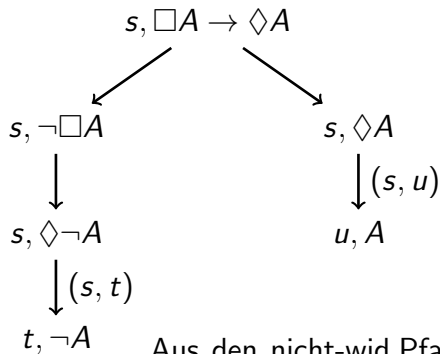 s, □A → ◇A
s, ¬□A
s, ◇A
(s, u)
s, ◇¬A
u, A
(s, t)
t, ¬A
Aus den nicht-wid Pfa